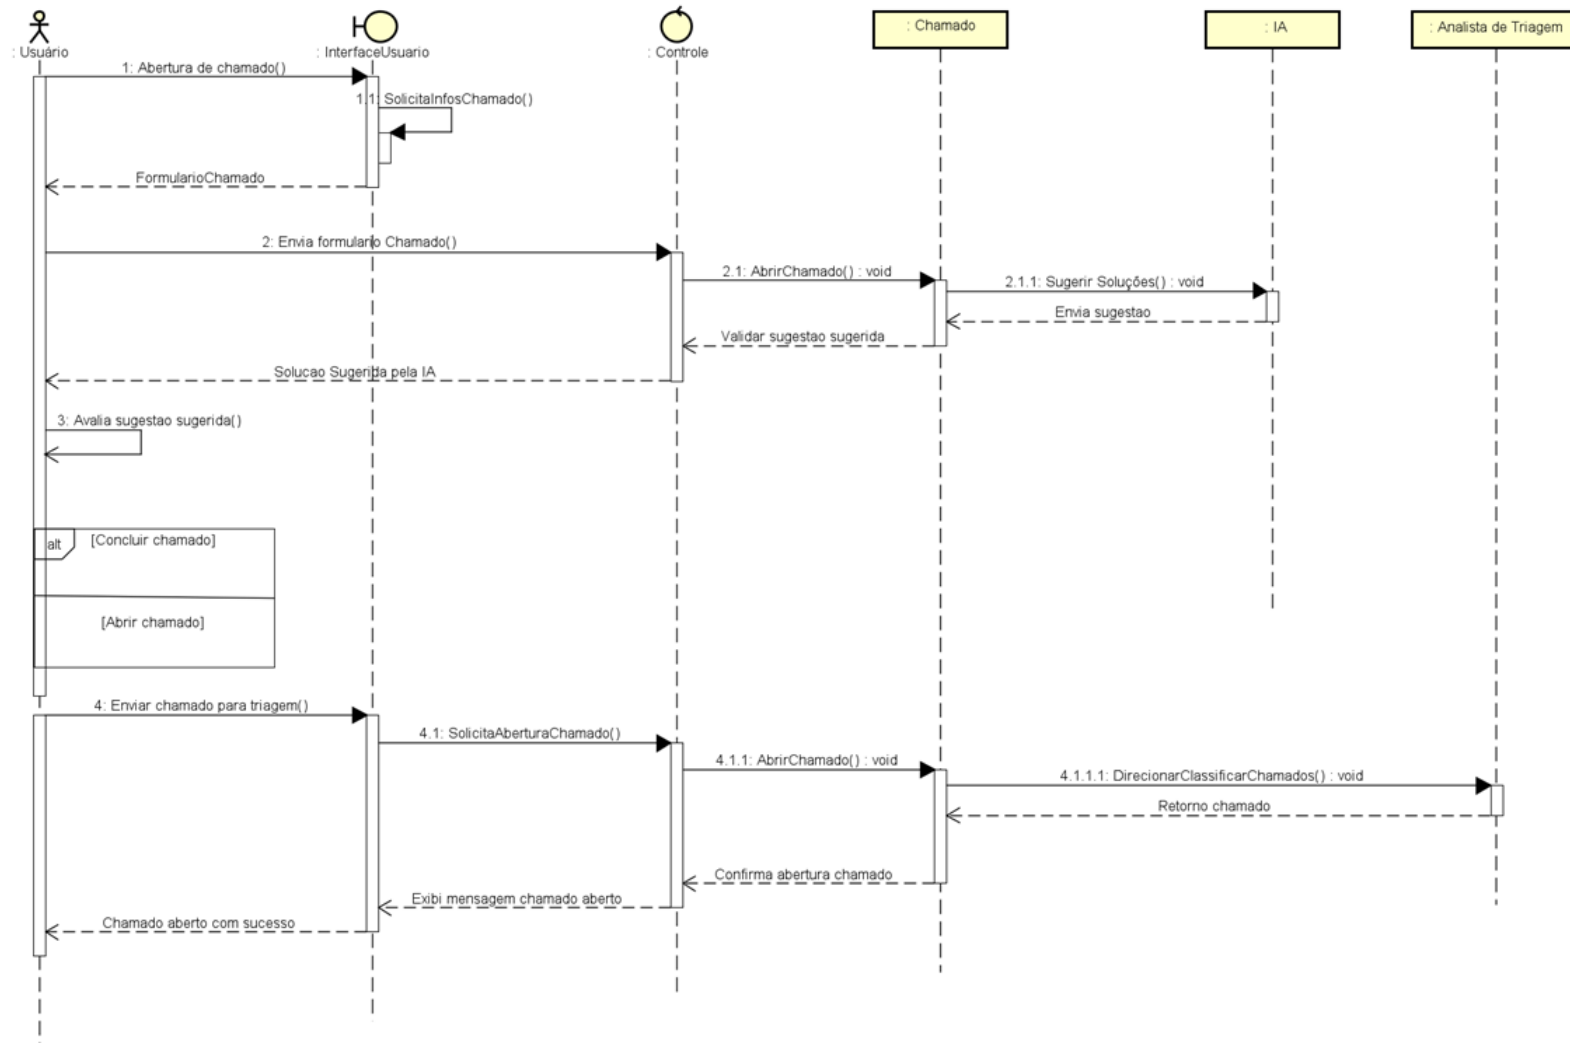 : Usuário
: InterfaceUsuario
: Controle
: Chamado
: IA
: Analista de Triagem
1: Abertura de chamado()
1.1: SolicitaInfosChamado()
FormularioChamado
2: Envia formulario Chamado()
2.1: AbrirChamado() : void
2.1.1: Sugerir Soluções() : void
Envia sugestao
Validar sugestao sugerida
Solucao Sugerida pela IA
3: Avalia sugestao sugerida()
alt
[Concluir chamado]
[Abrir chamado]
4: Enviar chamado para triagem()
4.1: SolicitaAberturaChamado()
4.1.1: AbrirChamado() : void
4.1.1.1: DirecionarClassificarChamados() : void
Retorno chamado
Confirma abertura chamado
Exibi mensagem chamado aberto
Chamado aberto com sucesso